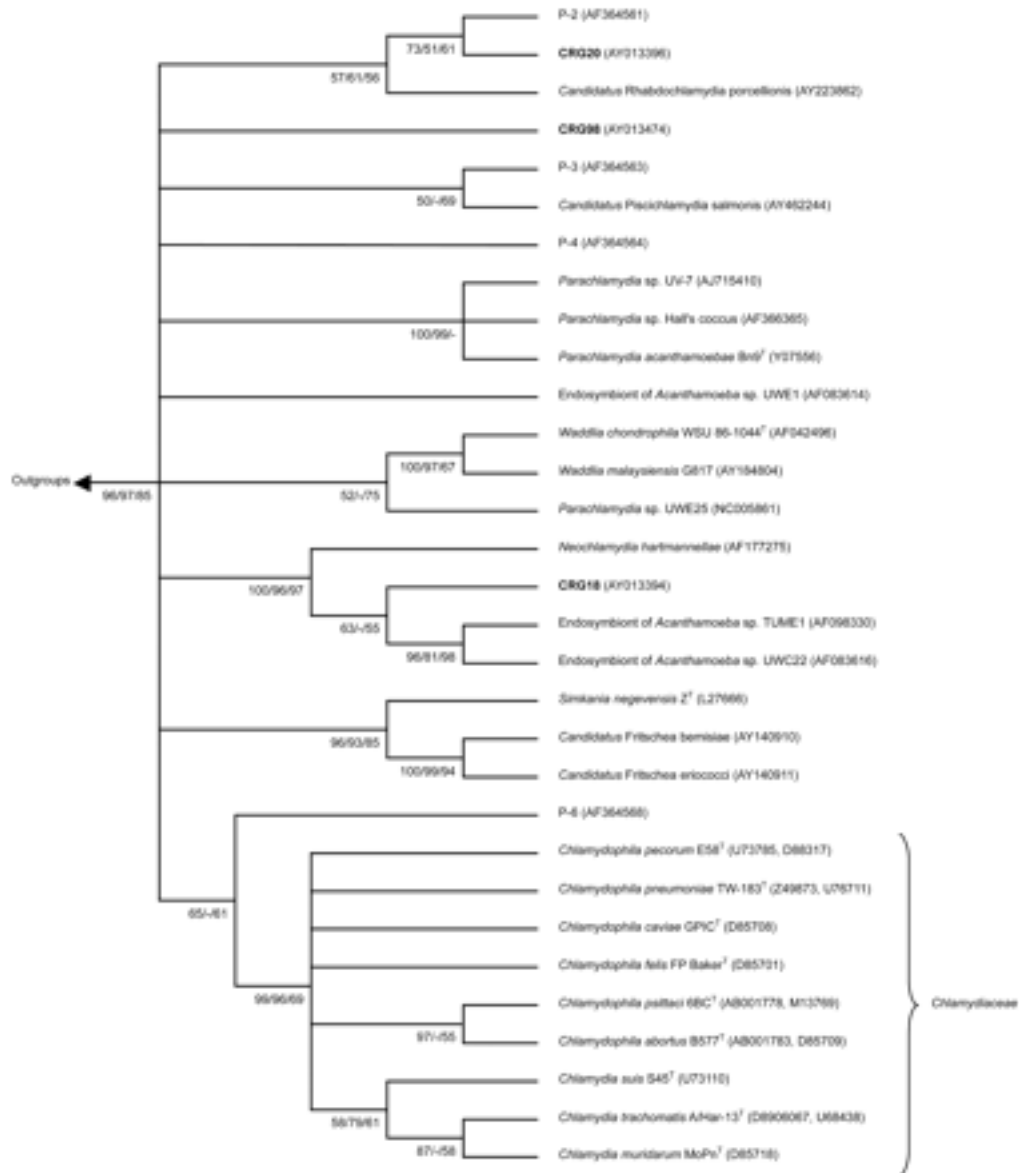 P-2 (AF364561)
73/51/61
CRG20 (AY013396)
57/61/56
Candidatus Rhabdochlamydia porcellionis (AY223862)
CRG98 (AY013474)
P-3 (AF364563)
50/-/69
Candidatus Piscichlamydia salmonis (AY462244)
P-4 (AF364564)
Parachlamydia sp. UV-7 (AJ715410)
Parachlamydia sp. Hall's coccus (AF366365)
100/99/-
Parachlamydia acanthamoebae Bn9T (Y07556)
Endosymbiont of Acanthamoeba sp. UWE1 (AF083614)
Waddlia chondrophila WSU 86-1044T (AF042496)
100/97/67
Waddlia malaysiensis G817 (AY184804)
Outgroups
96/97/85
52/-/75
Parachlamydia sp. UWE25 (NC005861)
Neochlamydia hartmannellae (AF177275)
100/96/97
CRG18 (AY013394)
63/-/55
Endosymbiont of Acanthamoeba sp. TUME1 (AF098330)
96/81/98
Endosymbiont of Acanthamoeba sp. UWC22 (AF083616)
Simkania negevensis ZT (L27666)
96/93/85
Candidatus Fritschea bemisiae (AY140910)
100/99/94
Candidatus Fritschea eriococci (AY140911)
P-6 (AF364568)
Chlamydophila pecorum E58T (U73785, D88317)
Chlamydophila pneumoniae TW-183T (Z49873, U76711)
65/-/61
Chlamydophila caviae GPICT (D85708)
Chlamydophila felis FP BakerT (D85701)
99/96/69
Chlamydophila psittaci 6BCT (AB001778, M13769)
Chlamydiaceae
97/-/55
Chlamydophila abortus B577T (AB001783, D85709)
Chlamydia suis S45T (U73110)
58/79/61
Chlamydia trachomatis A/Har-13T (D8906067, U68438)
87/-/58
Chlamydia muridarum MoPnT (D85718)